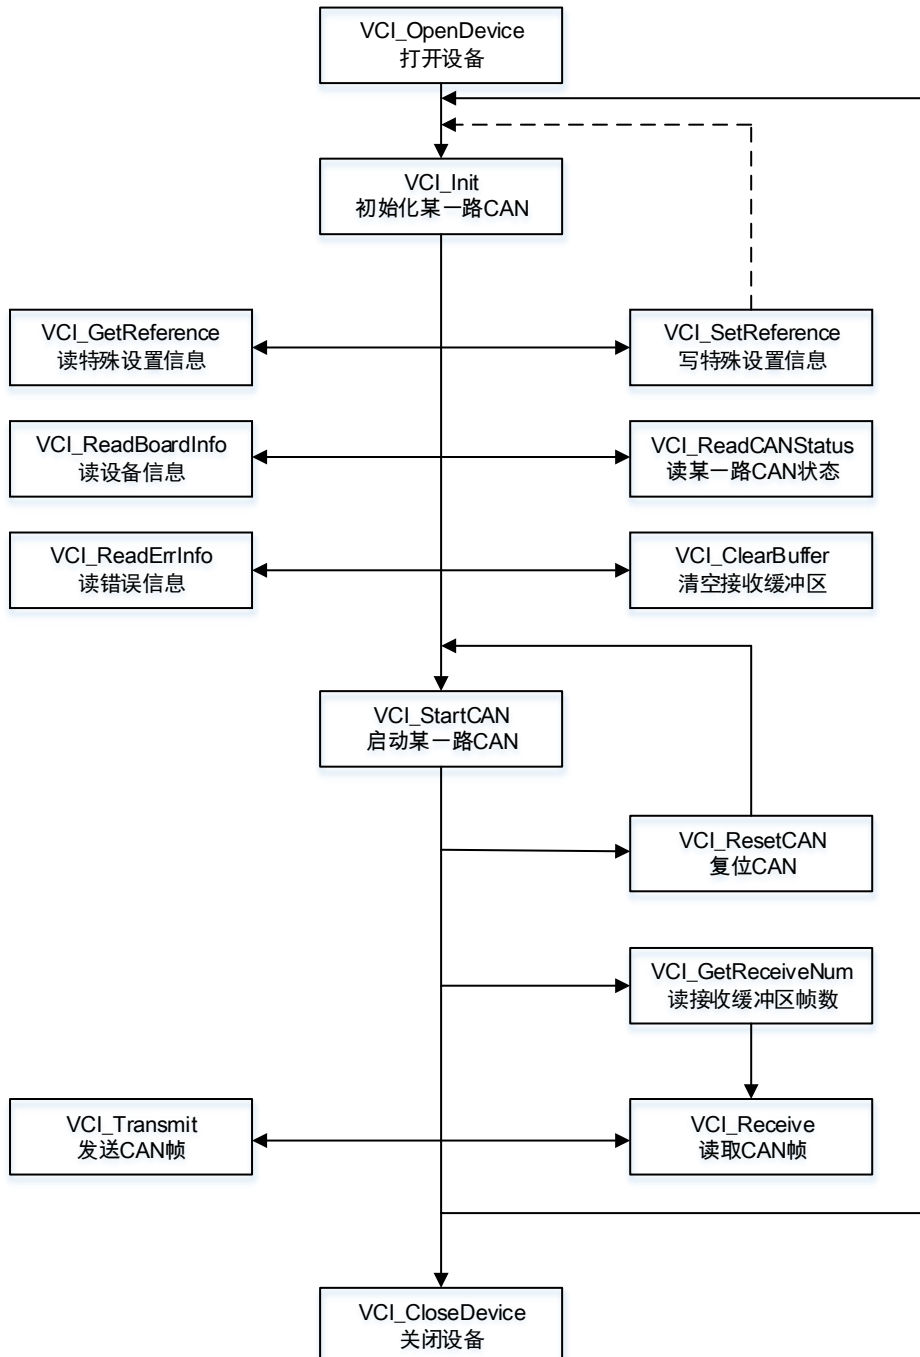 VCI_OpenDevice
打开设备
VCI_Init
初始化某一路CAN
VCI_GetReference
读特殊设置信息
VCI_SetReference
写特殊设置信息
VCI_ReadBoardInfo
读设备信息
VCI_ReadCANStatus
读某一路CAN状态
VCI_ReadErrInfo
读错误信息
VCI_ClearBuffer
清空接收缓冲区
VCI_StartCAN
启动某一路CAN
VCI_ResetCAN
复位CAN
VCI_GetReceiveNum
读接收缓冲区帧数
VCI_Transmit
发送CAN帧
VCI_Receive
读取CAN帧
VCI_CloseDevice
关闭设备